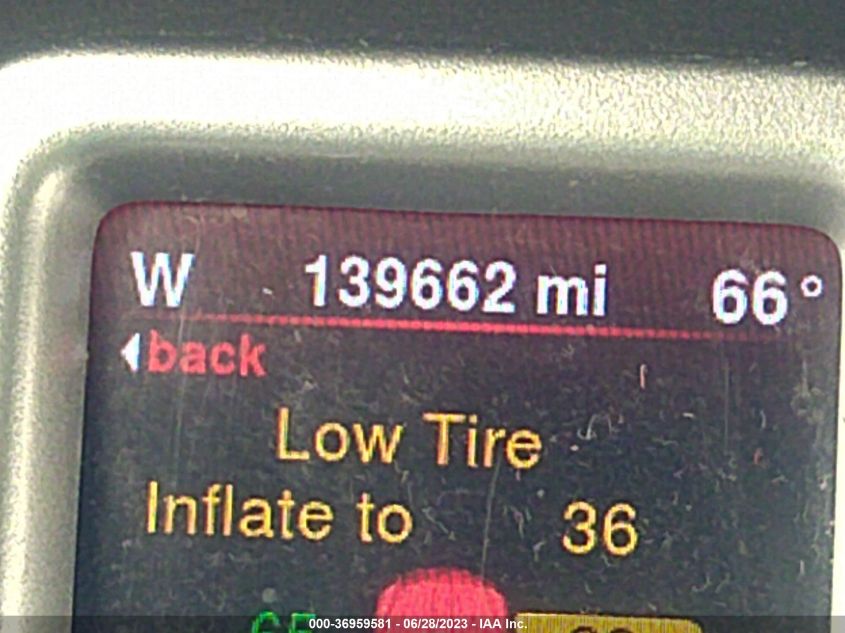 W 139662 mi 66°
back
Low Tire
Inflate to 36
000-36959581 - 06/28/2023 - IAA Inc.